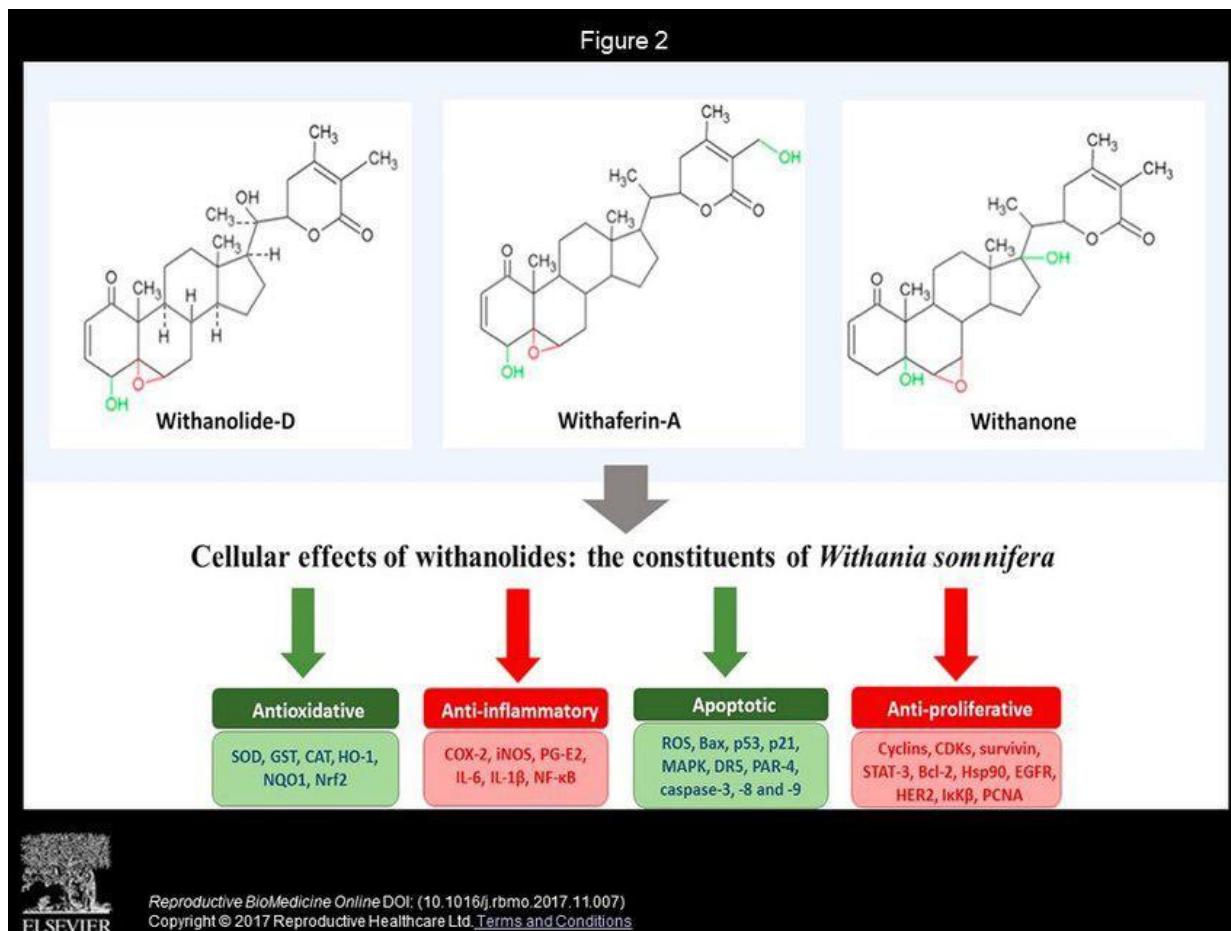 Figure 2
CH₃
CH₃
OH
CH₃
CH₃
H
O
O
O
CH₃
H
H
H
O
OH
Withanolide-D
CH₃
OH
H₃C
CH₃
O
O
O
CH₃
O
OH
Withaferin-A
CH₃
CH₃
H₃C
CH₃
OH
O
O
O
CH₃
OH
O
Withanone
Cellular effects of withanolides: the constituents of Withania somnifera
Antioxidative
SOD, GST, CAT, HO-1,
NQO1, Nrf2
Anti-inflammatory
COX-2, iNOS, PG-E2,
IL-6, IL-1β, NF-κB
Apoptotic
ROS, Bax, p53, p21,
MAPK, DR5, PAR-4,
caspase-3, -8 and -9
Anti-proliferative
Cyclins, CDKs, survivin,
STAT-3, Bcl-2, Hsp90, EGFR,
HER2, IκKβ, PCNA
ELSEVIER
Reproductive BioMedicine Online DOI: (10.1016/j.rbmo.2017.11.007)
Copyright © 2017 Reproductive Healthcare Ltd. Terms and Conditions